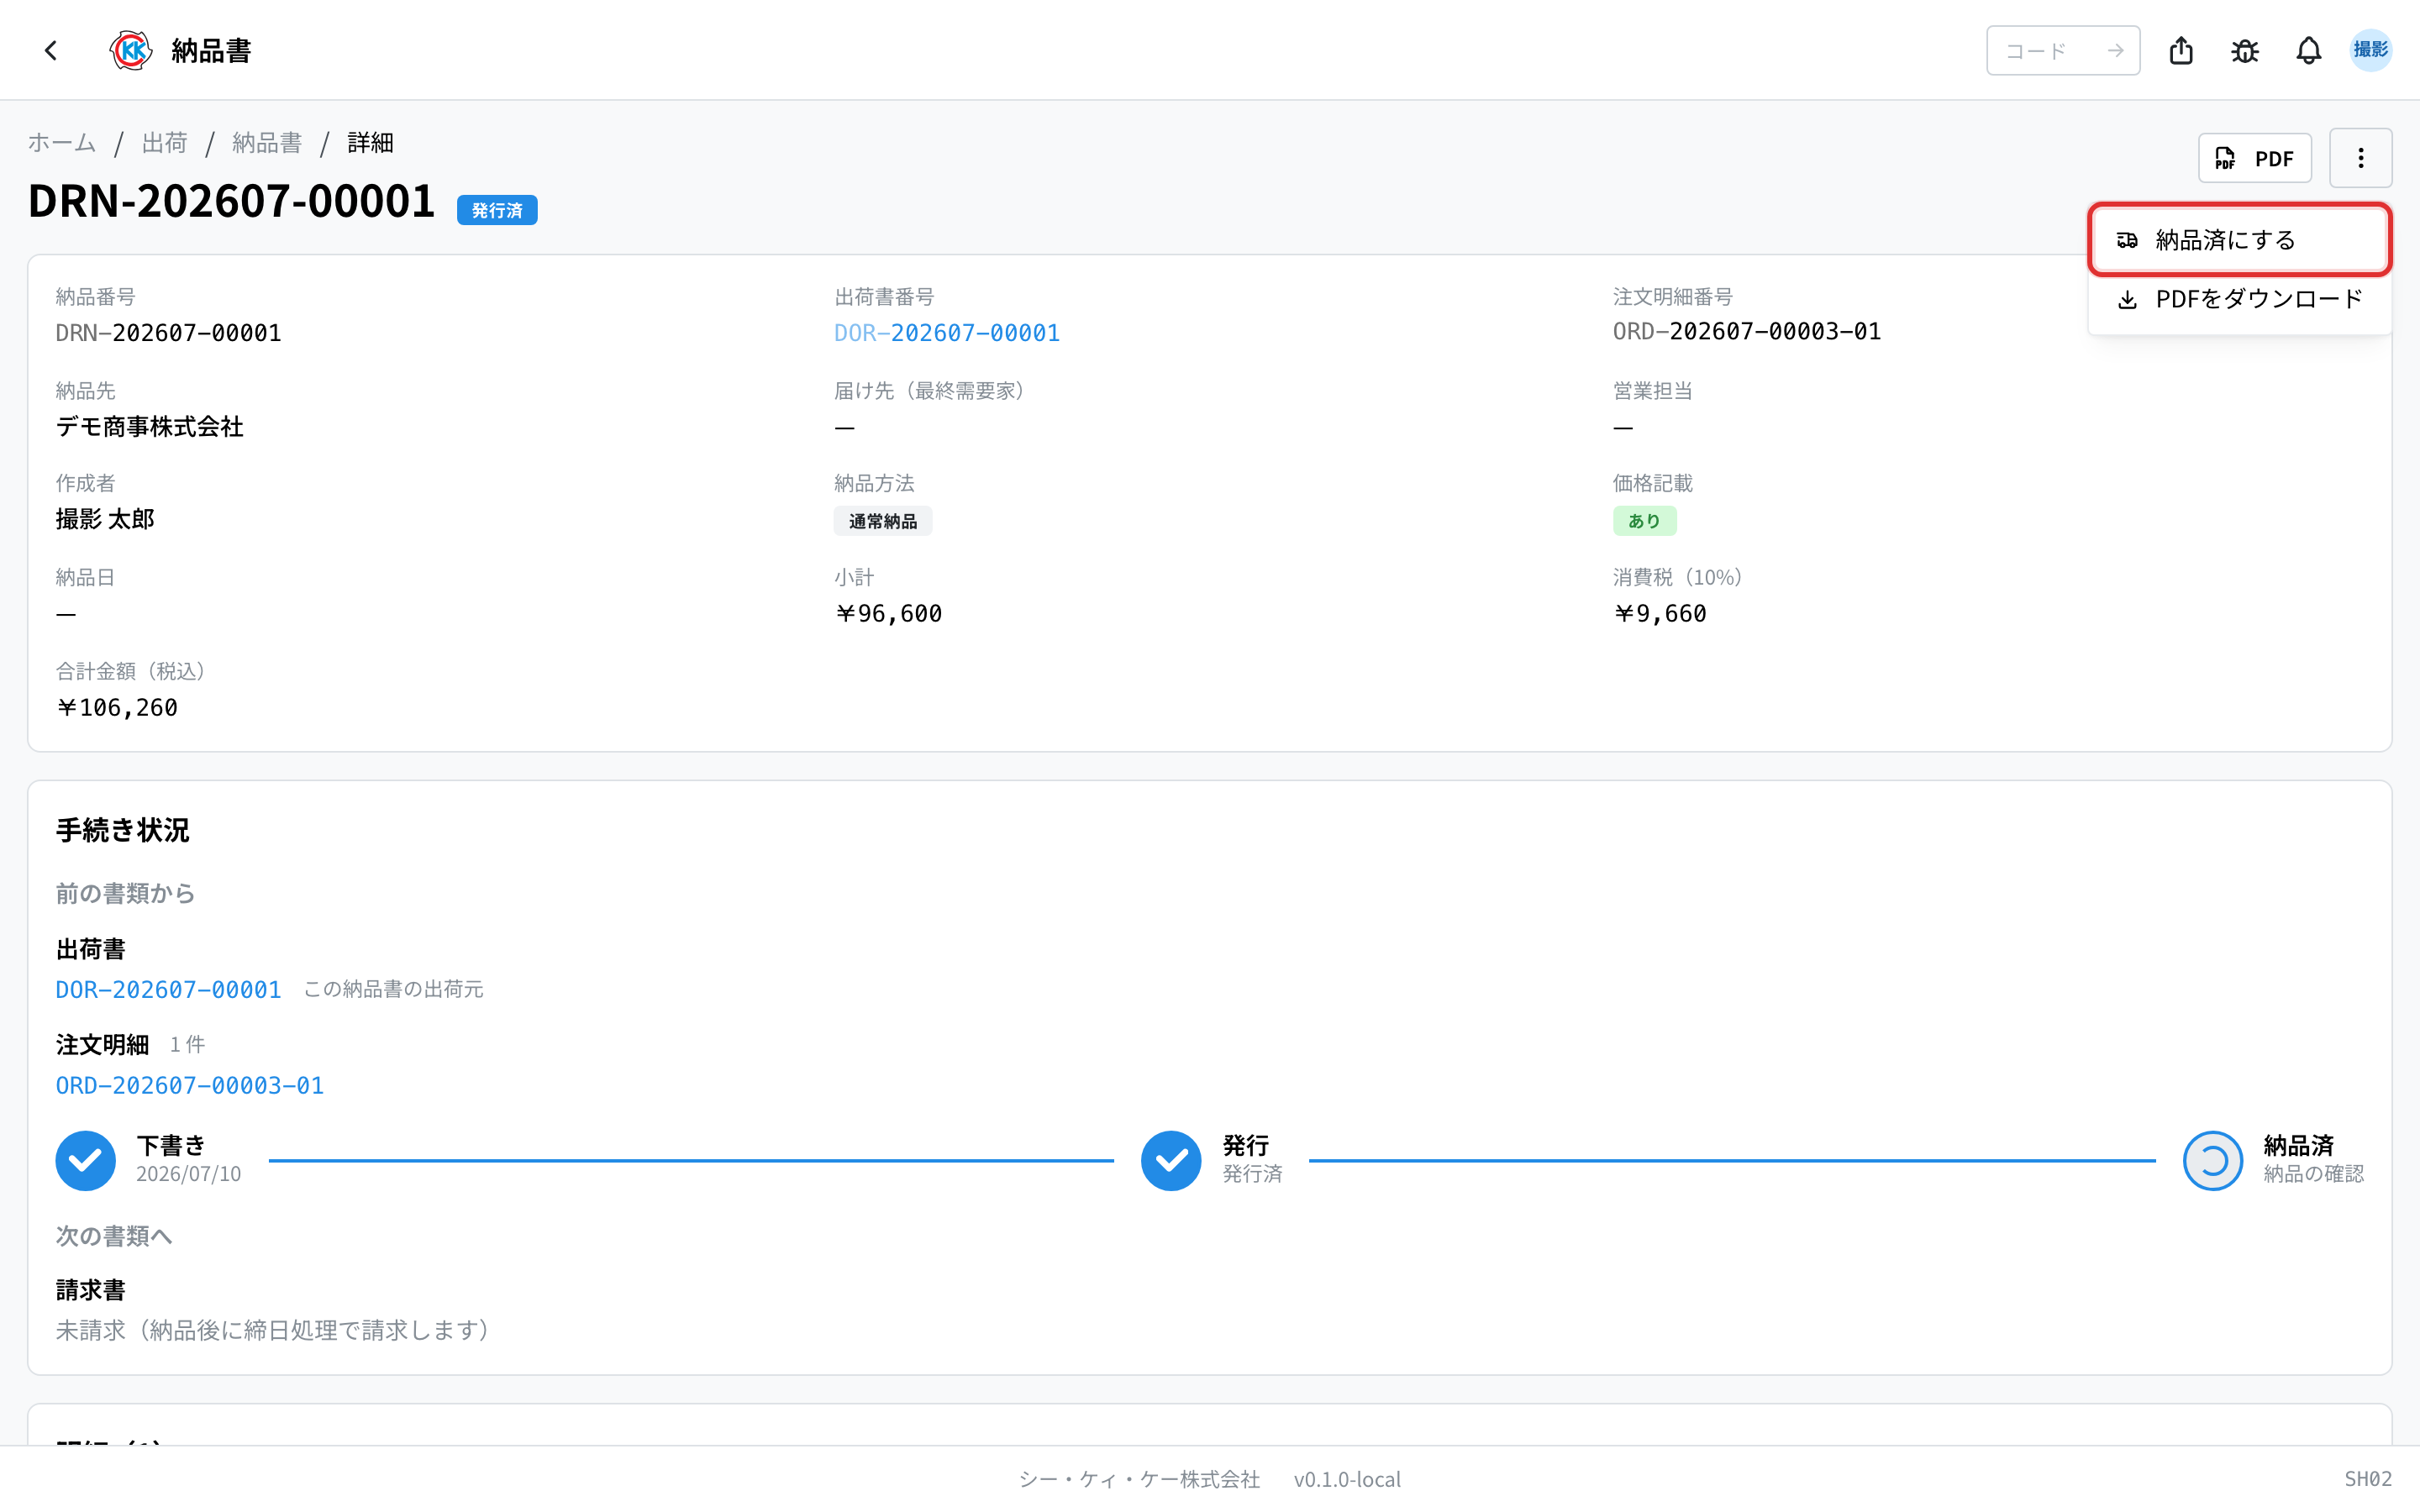 KK 納品書
コード
撮影
ホーム / 出荷 / 納品書 / 詳細
DRN-202607-00001 発行済
PDF PDF
納品済にする
PDFをダウンロード
納品番号
DRN-202607-00001
出荷書番号
DOR-202607-00001
注文明細番号
ORD-202607-00003-01
納品先
デモ商事株式会社
届け先（最終需要家）
—
営業担当
—
作成者
撮影 太郎
納品方法
通常納品
価格記載
あり
納品日
—
小計
￥96,600
消費税（10%）
￥9,660
合計金額（税込）
￥106,260
手続き状況
前の書類から
出荷書
DOR-202607-00001 この納品書の出荷元
注文明細 1 件
ORD-202607-00003-01
下書き
2026/07/10
発行
発行済
納品済
納品の確認
次の書類へ
請求書
未請求（納品後に締日処理で請求します）
シー・ケィ・ケー株式会社 v0.1.0-local
SH02